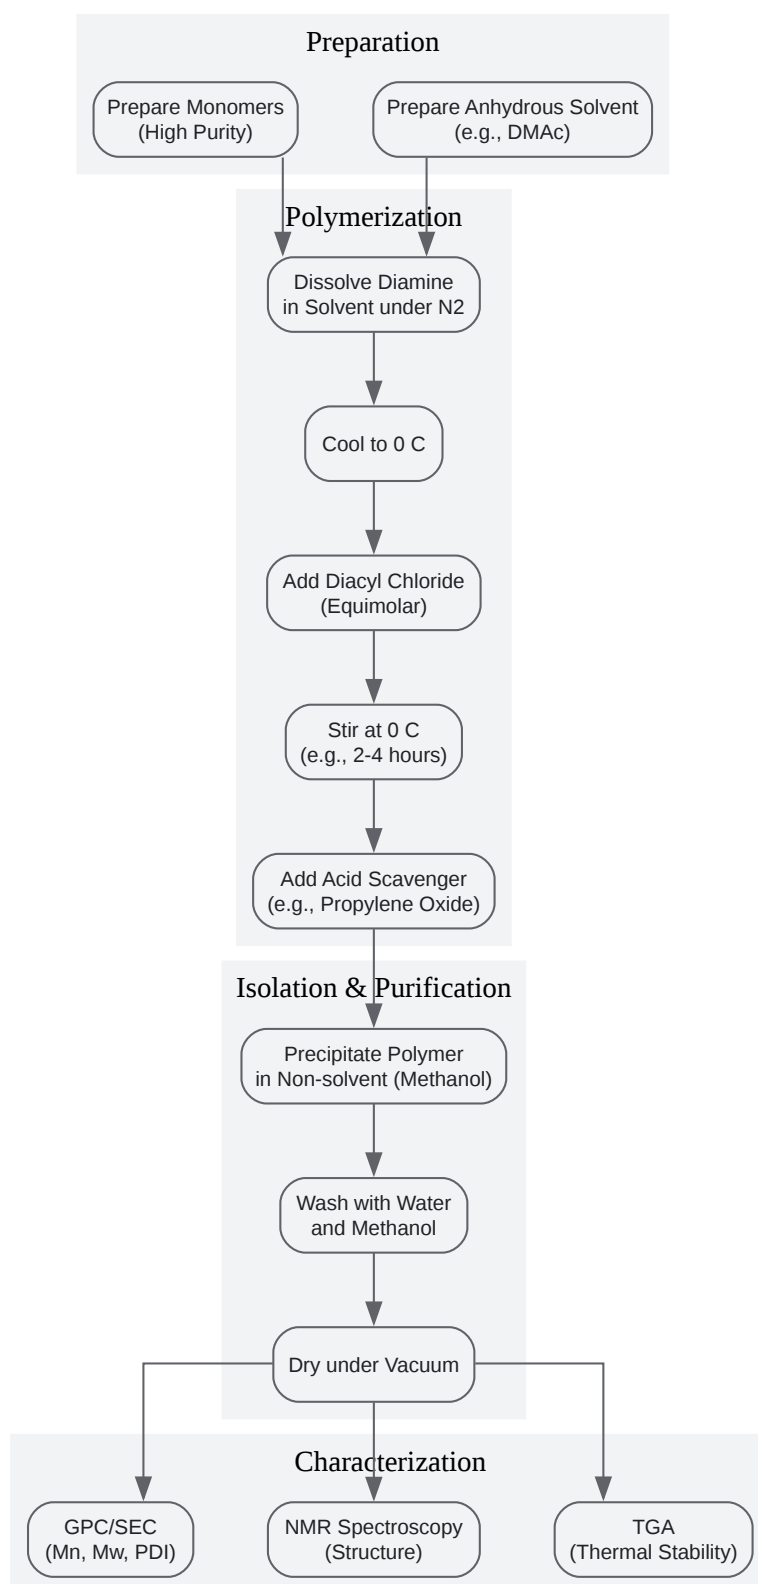 Preparation
Prepare Monomers
(High Purity)
Prepare Anhydrous Solvent
(e.g., DMAc)
Polymerization
Dissolve Diamine
in Solvent under N2
Cool to 0 C
Add Diacyl Chloride
(Equimolar)
Stir at 0 C
(e.g., 2-4 hours)
Add Acid Scavenger
(e.g., Propylene Oxide)
Isolation & Purification
Precipitate Polymer
in Non-solvent (Methanol)
Wash with Water
and Methanol
Dry under Vacuum
Characterization
GPC/SEC
(Mn, Mw, PDI)
NMR Spectroscopy
(Structure)
TGA
(Thermal Stability)